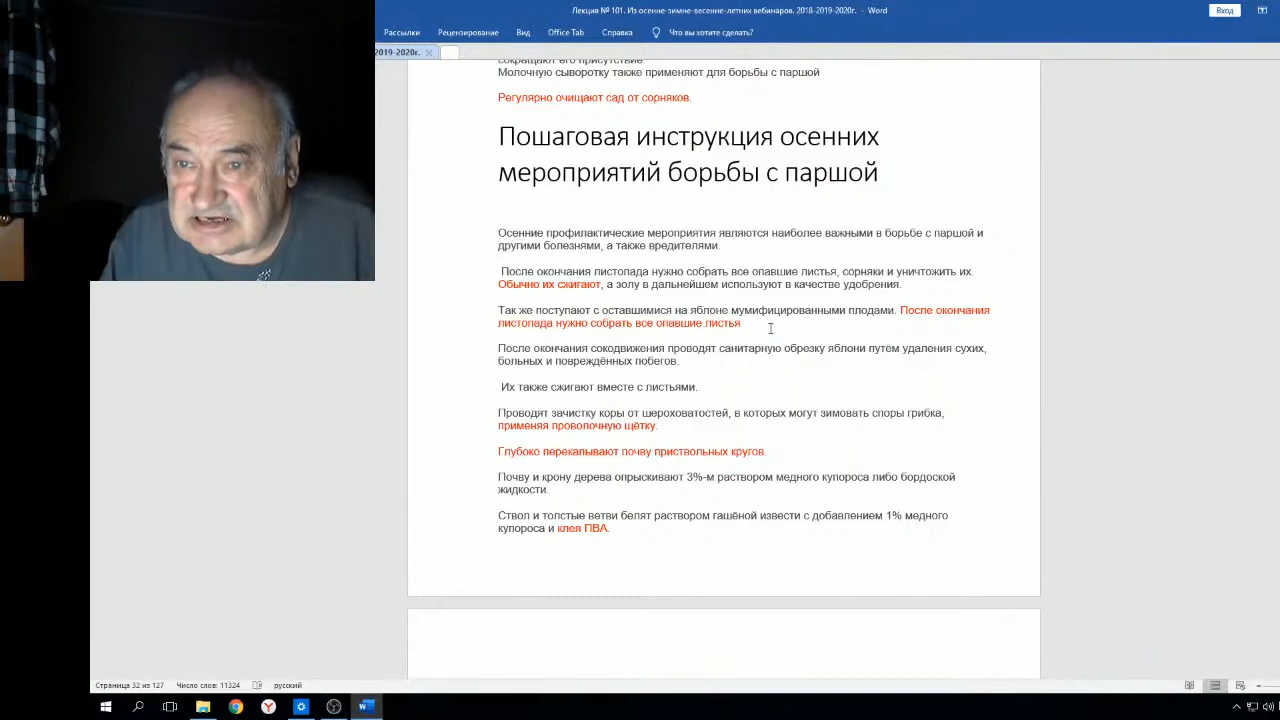 Лекция № 101. Из осенне-зимне-весенне-летних вебинаров. 2018-2019-2020г. - Word
Вход
Рассылки Рецензирование Вид Office Tab Справка Что вы хотите сделать?
2019-2020г.
сокращают его присутствие.
Молочную сыворотку также применяют для борьбы с паршой
Регулярно очищают сад от сорняков.
Пошаговая инструкция осенних
мероприятий борьбы с паршой
Осенние профилактические мероприятия являются наиболее важными в борьбе с паршой и
другими болезнями, а также вредителями.
После окончания листопада нужно собрать все опавшие листья, сорняки и уничтожить их.
Обычно их сжигают, а золу в дальнейшем используют в качестве удобрения.
Так же поступают с оставшимися на яблоне мумифицированными плодами. После окончания
листопада нужно собрать все опавшие листья
После окончания сокодвижения проводят санитарную обрезку яблони путём удаления сухих,
больных и повреждённых побегов.
Их также сжигают вместе с листьями.
Проводят зачистку коры от шероховатостей, в которых могут зимовать споры грибка,
применяя проволочную щётку.
Глубоко перекапывают почву приствольных кругов.
Почву и крону дерева опрыскивают 3%-м раствором медного купороса либо бордоской
жидкости.
Ствол и толстые ветви белят раствором гашёной извести с добавлением 1% медного
купороса и клея ПВА.
Страница 32 из 127 Число слов: 11324 русский